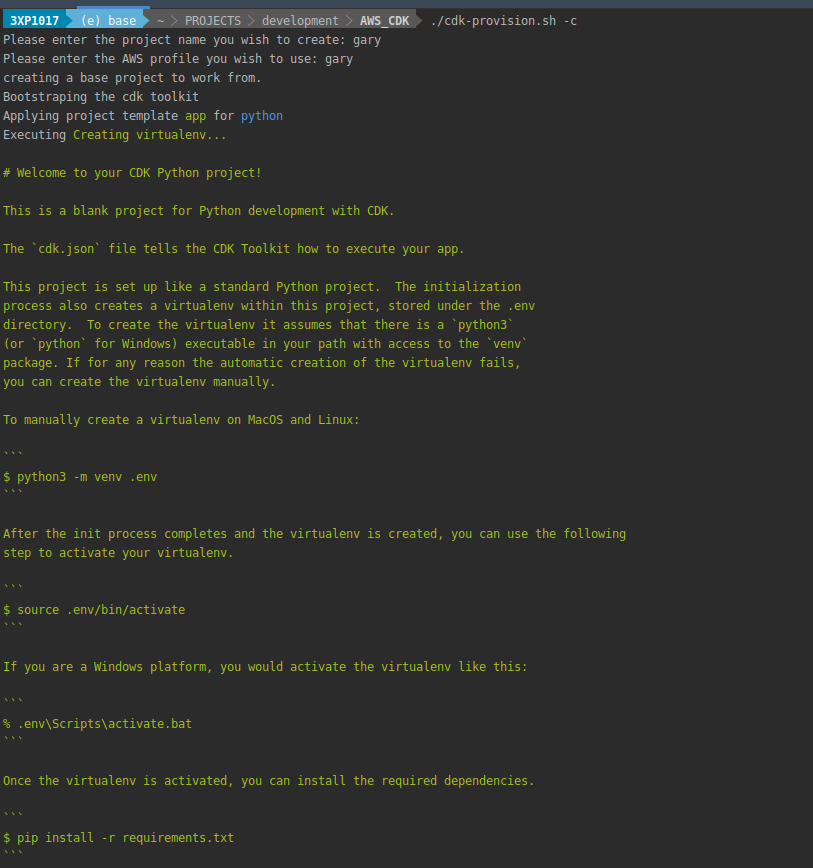 3XP1017 (e) base ~ PROJECTS development AWS_CDK ./cdk-provision.sh -c
Please enter the project name you wish to create: gary
Please enter the AWS profile you wish to use: gary
creating a base project to work from.
Bootstraping the cdk toolkit
Applying project template app for python
Executing Creating virtualenv...
# Welcome to your CDK Python project!
This is a blank project for Python development with CDK.
The `cdk.json` file tells the CDK Toolkit how to execute your app.
This project is set up like a standard Python project.  The initialization
process also creates a virtualenv within this project, stored under the .env
directory.  To create the virtualenv it assumes that there is a `python3`
(or `python` for Windows) executable in your path with access to the `venv`
package. If for any reason the automatic creation of the virtualenv fails,
you can create the virtualenv manually.
To manually create a virtualenv on MacOS and Linux:
```
$ python3 -m venv .env
```
After the init process completes and the virtualenv is created, you can use the following
step to activate your virtualenv.
```
$ source .env/bin/activate
```
If you are a Windows platform, you would activate the virtualenv like this:
```
% .env\Scripts\activate.bat
```
Once the virtualenv is activated, you can install the required dependencies.
```
$ pip install -r requirements.txt
```